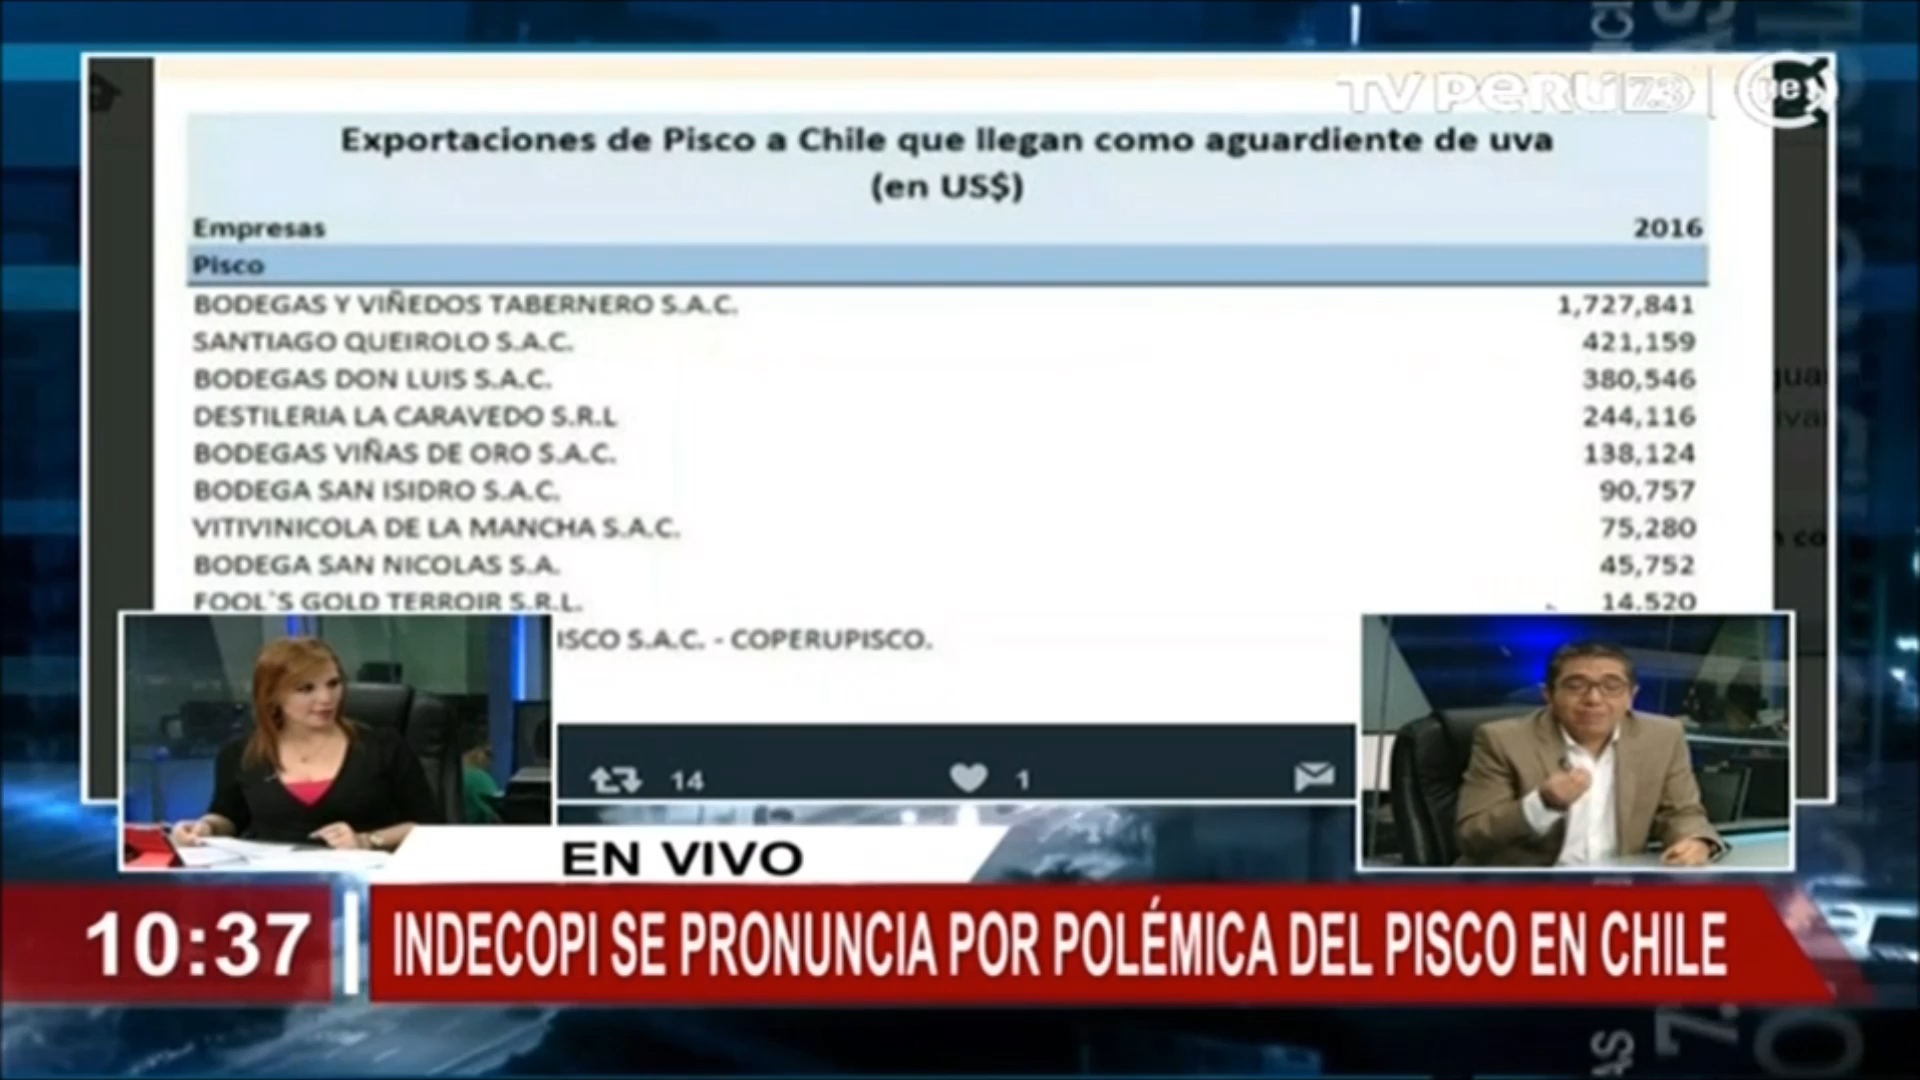 TVPERÚ 7.3
Exportaciones de Pisco a Chile que llegan como aguardiente de uva
(en US$)
Empresas 2016
Pisco
BODEGAS Y VIÑEDOS TABERNERO S.A.C. 1,727,841
SANTIAGO QUEIROLO S.A.C. 421,159
BODEGAS DON LUIS S.A.C. 380,546
DESTILERIA LA CARAVEDO S.R.L 244,116
BODEGAS VIÑAS DE ORO S.A.C. 138,124
BODEGA SAN ISIDRO S.A.C. 90,757
VITIVINICOLA DE LA MANCHA S.A.C. 75,280
BODEGA SAN NICOLAS S.A. 45,752
FOOL`S GOLD TERROIR S.R.L. 14,520
ISCO S.A.C. - COPERUPISCO.
14 1
EN VIVO
10:37 INDECOPI SE PRONUNCIA POR POLÉMICA DEL PISCO EN CHILE